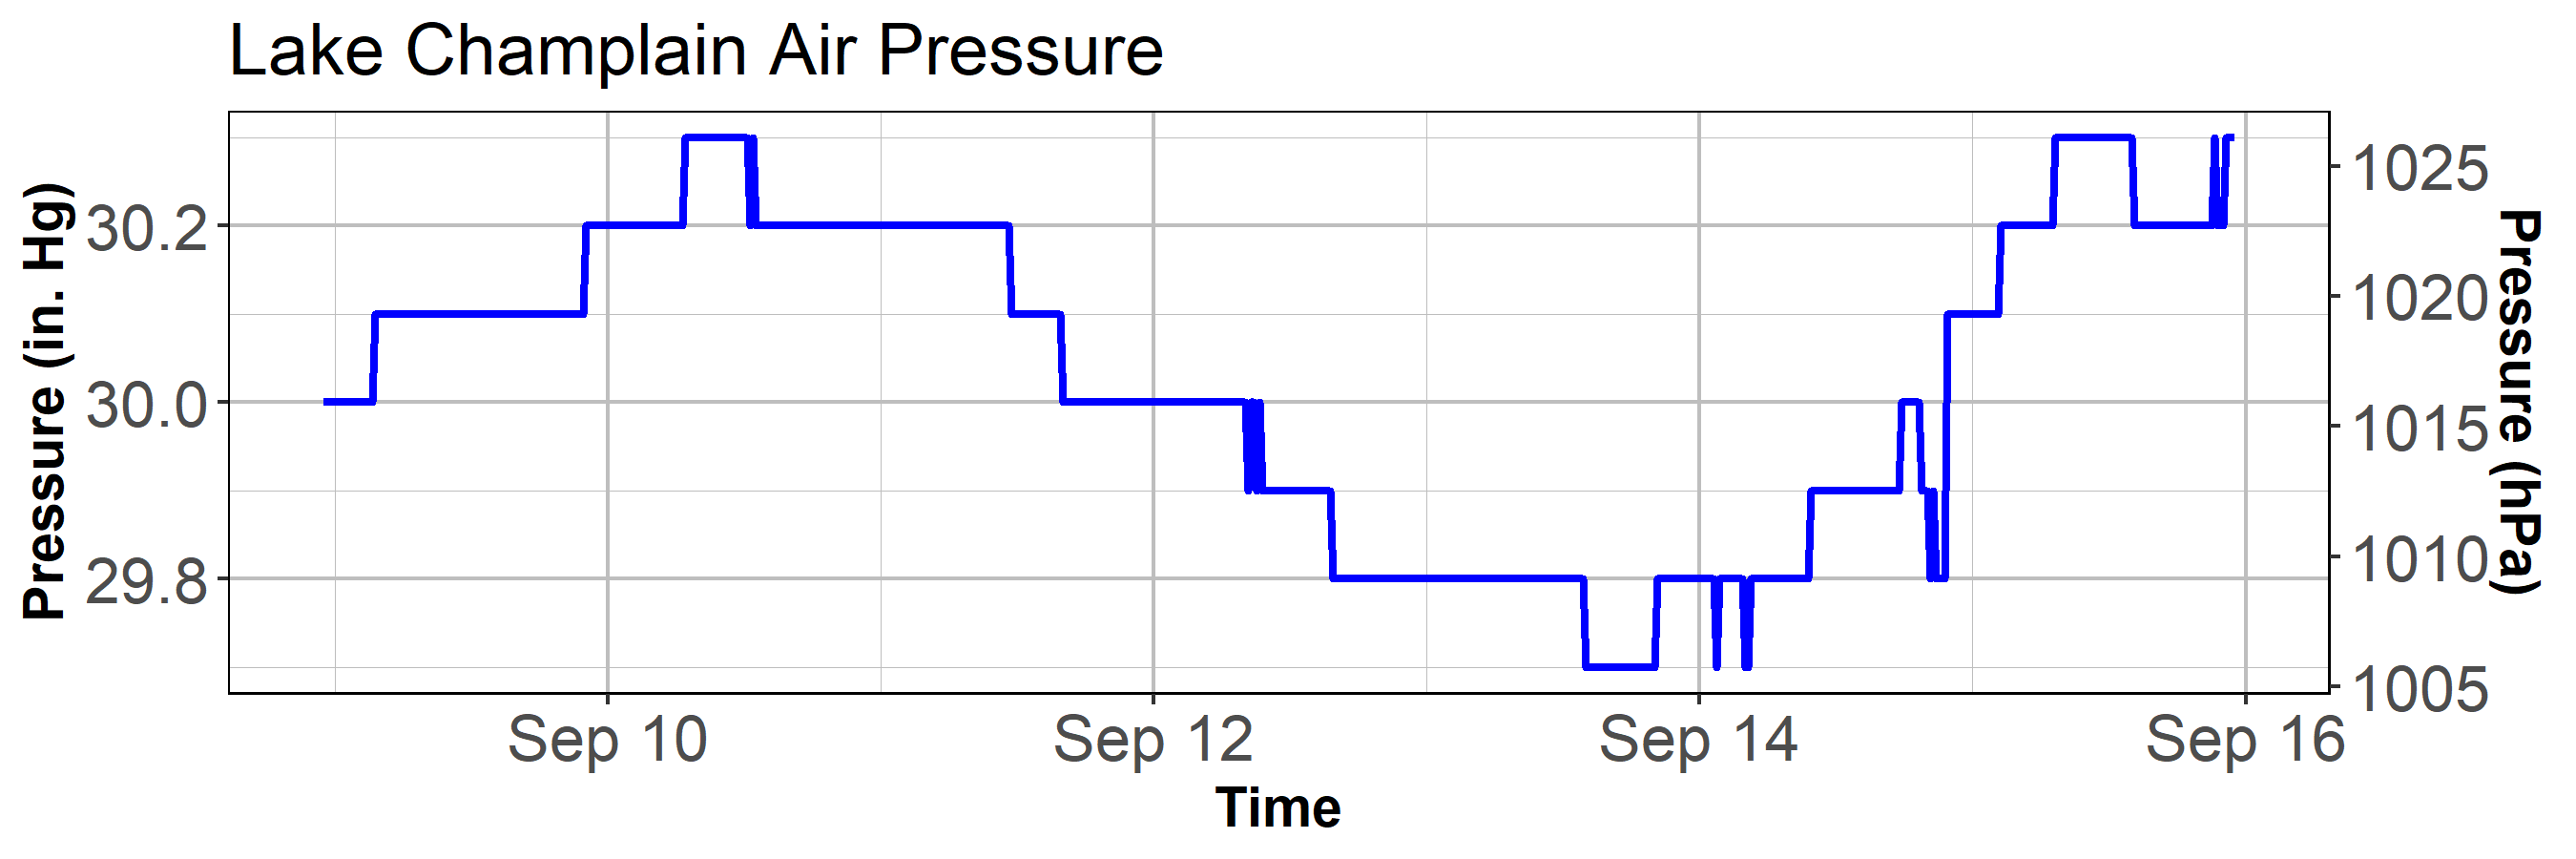 Lake Champlain Air Pressure
Pressure (in. Hg)
30.2
30.0
29.8
1025
1020
1015
1010
1005
Pressure (hPa)
Sep 10 Sep 12 Sep 14 Sep 16
Time